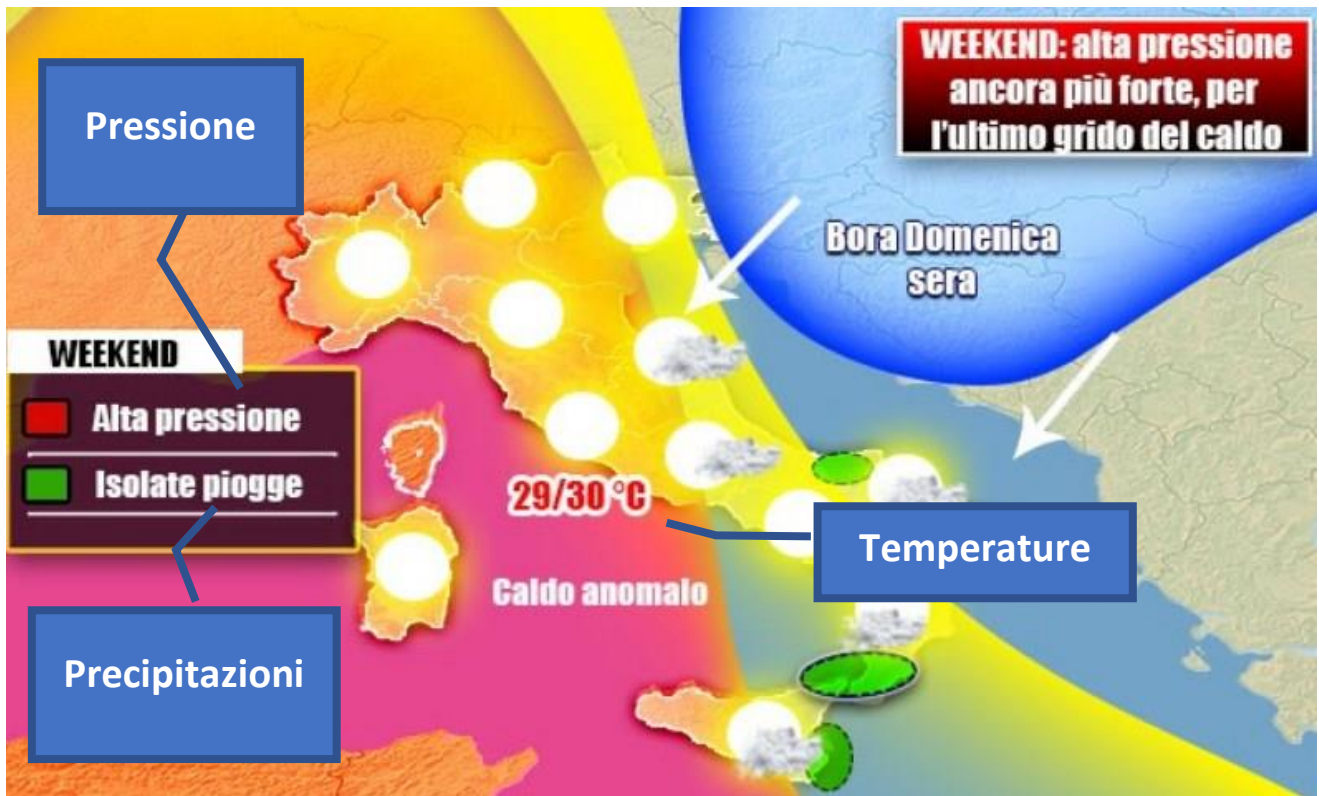 WEEKEND: alta pressione
ancora più forte, per
l'ultimo grido del caldo
Pressione
Bora Domenica
sera
WEEKEND
Alta pressione
Isolate piogge
29/30 °C
Temperature
Caldo anomalo
Precipitazioni